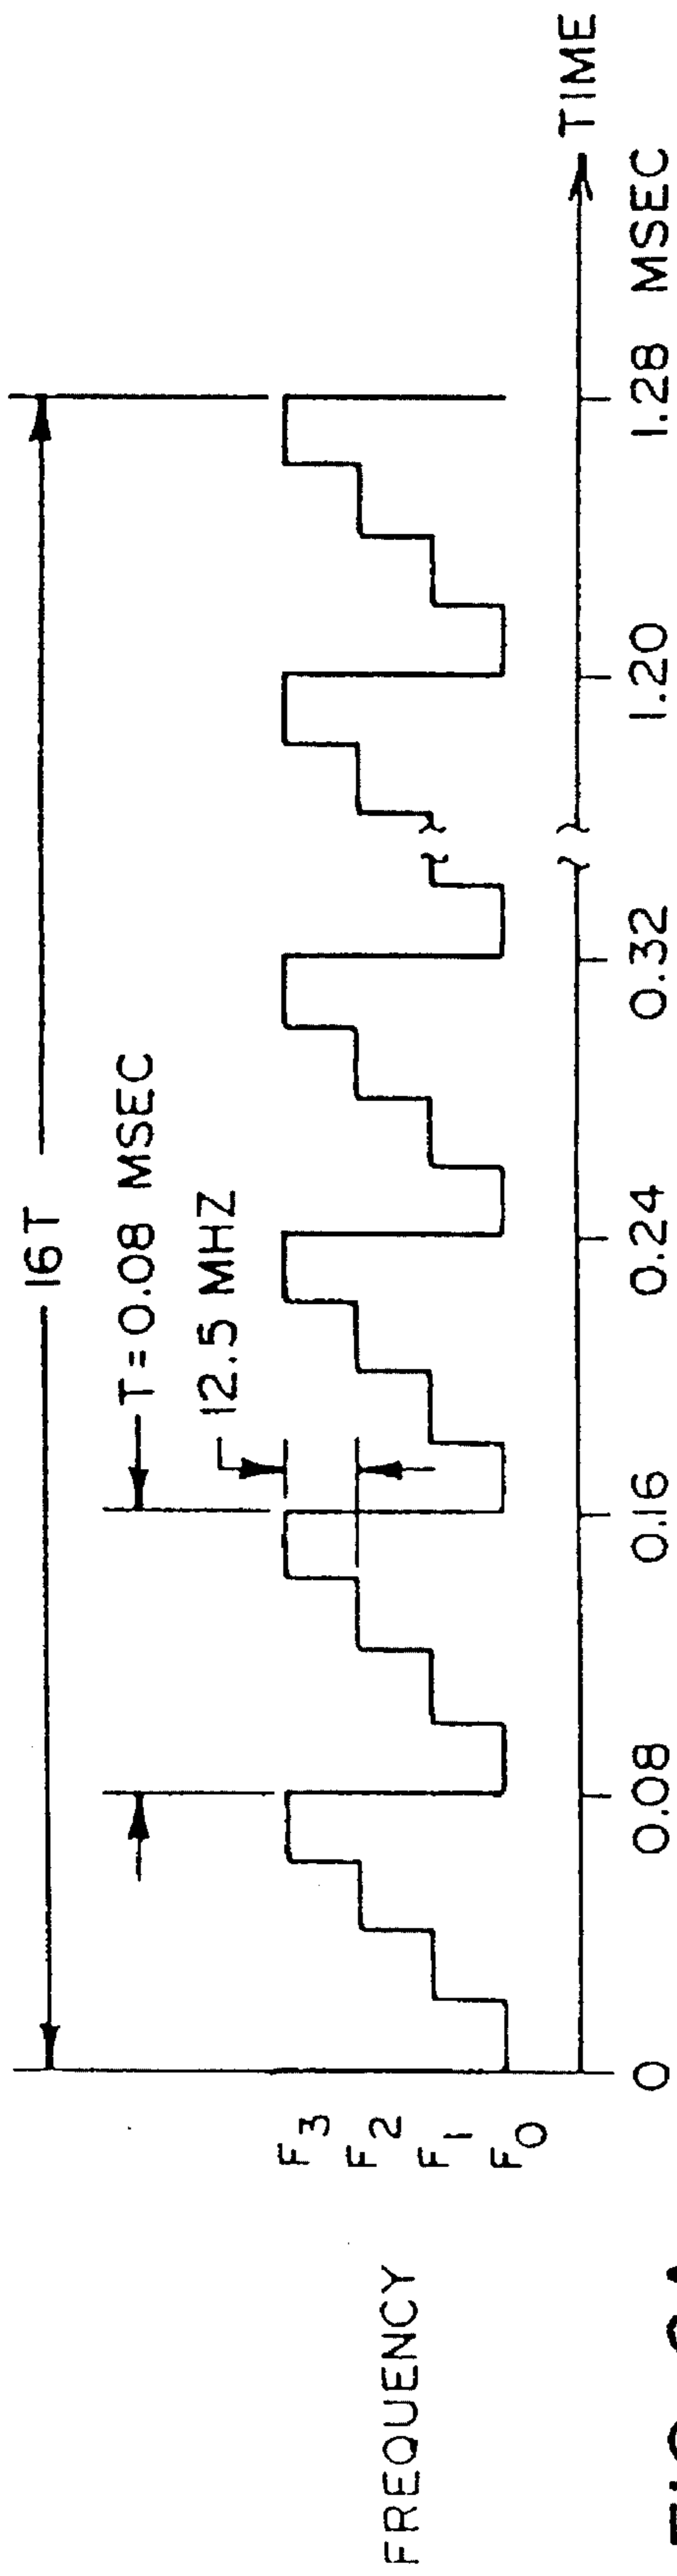 16T
T=0.08 MSEC
12.5 MHZ
FREQUENCY
F3
F2
F1
F0
0 0.08 0.16 0.24 0.32 1.20 1.28 MSEC
TIME